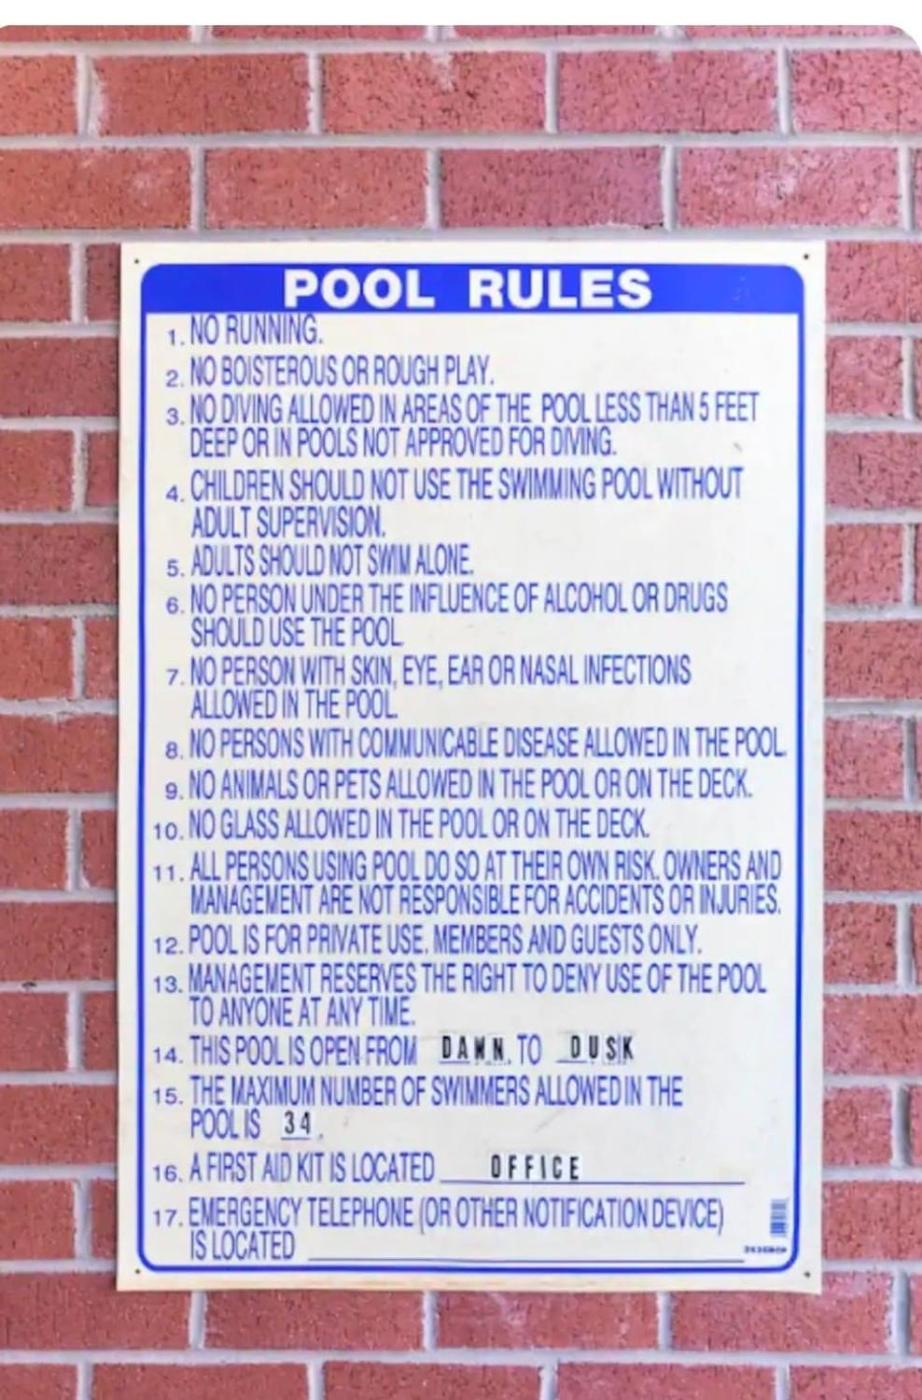 POOL RULES
1. NO RUNNING.
2. NO BOISTEROUS OR ROUGH PLAY.
3. NO DIVING ALLOWED IN AREAS OF THE POOL LESS THAN 5 FEET
DEEP OR IN POOLS NOT APPROVED FOR DIVING.
4. CHILDREN SHOULD NOT USE THE SWIMMING POOL WITHOUT
ADULT SUPERVISION.
5. ADULTS SHOULD NOT SWIM ALONE.
6. NO PERSON UNDER THE INFLUENCE OF ALCOHOL OR DRUGS
SHOULD USE THE POOL.
7. NO PERSON WITH SKIN, EYE, EAR OR NASAL INFECTIONS
ALLOWED IN THE POOL.
8. NO PERSONS WITH COMMUNICABLE DISEASE ALLOWED IN THE POOL.
9. NO ANIMALS OR PETS ALLOWED IN THE POOL OR ON THE DECK.
10. NO GLASS ALLOWED IN THE POOL OR ON THE DECK.
11. ALL PERSONS USING POOL DO SO AT THEIR OWN RISK. OWNERS AND
MANAGEMENT ARE NOT RESPONSIBLE FOR ACCIDENTS OR INJURIES.
12. POOL IS FOR PRIVATE USE. MEMBERS AND GUESTS ONLY.
13. MANAGEMENT RESERVES THE RIGHT TO DENY USE OF THE POOL
TO ANYONE AT ANY TIME.
14. THIS POOL IS OPEN FROM DAWN TO DUSK
15. THE MAXIMUM NUMBER OF SWIMMERS ALLOWED IN THE
POOL IS 34.
16. A FIRST AID KIT IS LOCATED OFFICE
17. EMERGENCY TELEPHONE (OR OTHER NOTIFICATION DEVICE)
IS LOCATED